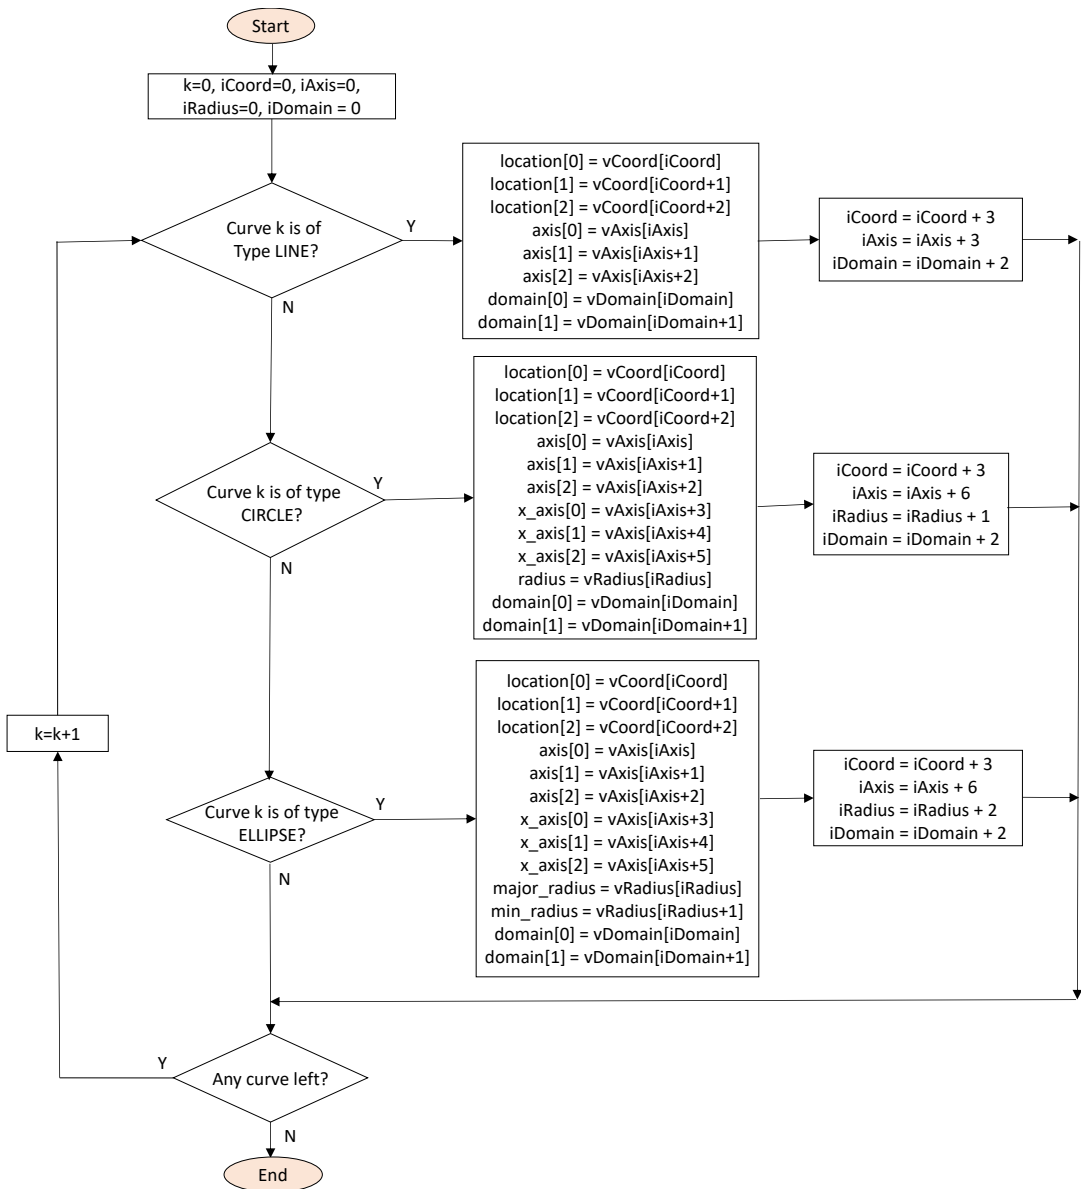 Start
k=0, iCoord=0, iAxis=0,
iRadius=0, iDomain = 0
Curve k is of
Type LINE?
Y
N
location[0] = vCoord[iCoord]
location[1] = vCoord[iCoord+1]
location[2] = vCoord[iCoord+2]
axis[0] = vAxis[iAxis]
axis[1] = vAxis[iAxis+1]
axis[2] = vAxis[iAxis+2]
domain[0] = vDomain[iDomain]
domain[1] = vDomain[iDomain+1]
iCoord = iCoord + 3
iAxis = iAxis + 3
iDomain = iDomain + 2
Curve k is of type
CIRCLE?
Y
N
location[0] = vCoord[iCoord]
location[1] = vCoord[iCoord+1]
location[2] = vCoord[iCoord+2]
axis[0] = vAxis[iAxis]
axis[1] = vAxis[iAxis+1]
axis[2] = vAxis[iAxis+2]
x_axis[0] = vAxis[iAxis+3]
x_axis[1] = vAxis[iAxis+4]
x_axis[2] = vAxis[iAxis+5]
radius = vRadius[iRadius]
domain[0] = vDomain[iDomain]
domain[1] = vDomain[iDomain+1]
iCoord = iCoord + 3
iAxis = iAxis + 6
iRadius = iRadius + 1
iDomain = iDomain + 2
k=k+1
Curve k is of type
ELLIPSE?
Y
N
location[0] = vCoord[iCoord]
location[1] = vCoord[iCoord+1]
location[2] = vCoord[iCoord+2]
axis[0] = vAxis[iAxis]
axis[1] = vAxis[iAxis+1]
axis[2] = vAxis[iAxis+2]
x_axis[0] = vAxis[iAxis+3]
x_axis[1] = vAxis[iAxis+4]
x_axis[2] = vAxis[iAxis+5]
major_radius = vRadius[iRadius]
min_radius = vRadius[iRadius+1]
domain[0] = vDomain[iDomain]
domain[1] = vDomain[iDomain+1]
iCoord = iCoord + 3
iAxis = iAxis + 6
iRadius = iRadius + 2
iDomain = iDomain + 2
Y
Any curve left?
N
End